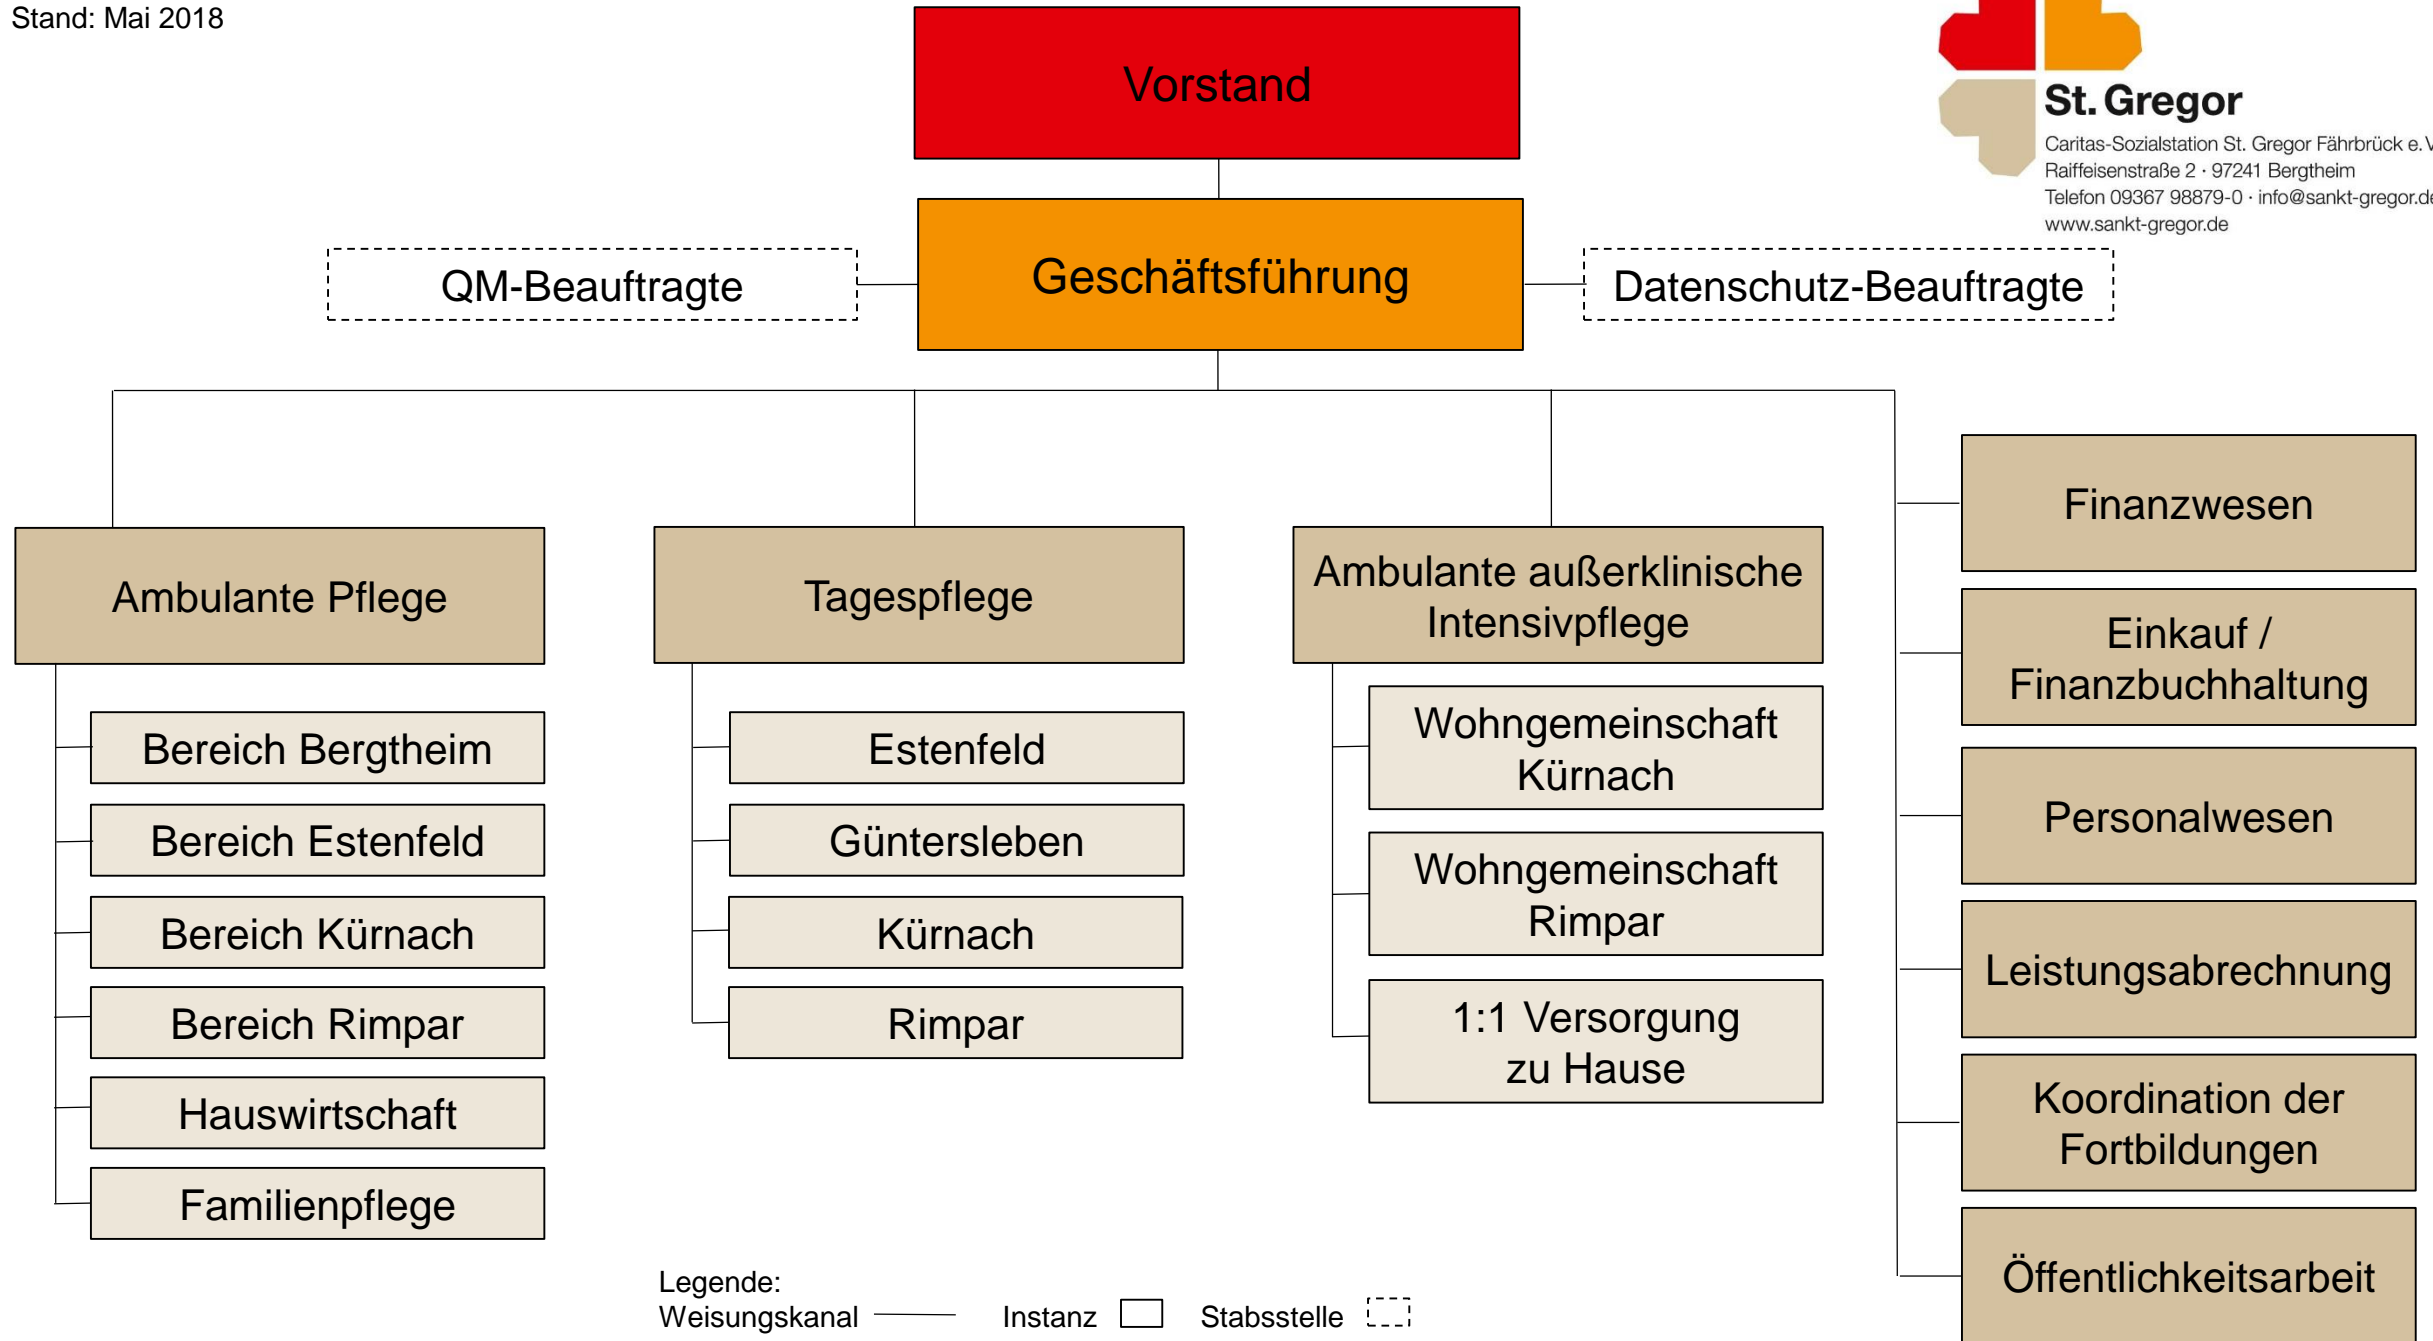 Stand: Mai 2018
Vorstand
St. Gregor
Caritas-Sozialstation St. Gregor Fährbrück e. V
Raiffeisenstraße 2 · 97241 Bergtheim
Telefon 09367 98879-0 · info@sankt-gregor.de
www.sankt-gregor.de
QM-Beauftragte
Geschäftsführung
Datenschutz-Beauftragte
Ambulante Pflege
Bereich Bergtheim
Bereich Estenfeld
Bereich Kürnach
Bereich Rimpar
Hauswirtschaft
Familienpflege
Tagespflege
Estenfeld
Güntersleben
Kürnach
Rimpar
Ambulante außerklinische
Intensivpflege
Wohngemeinschaft
Kürnach
Wohngemeinschaft
Rimpar
1:1 Versorgung
zu Hause
Finanzwesen
Einkauf /
Finanzbuchhaltung
Personalwesen
Leistungsabrechnung
Koordination der
Fortbildungen
Öffentlichkeitsarbeit
Legende:
Weisungskanal Instanz Stabsstelle